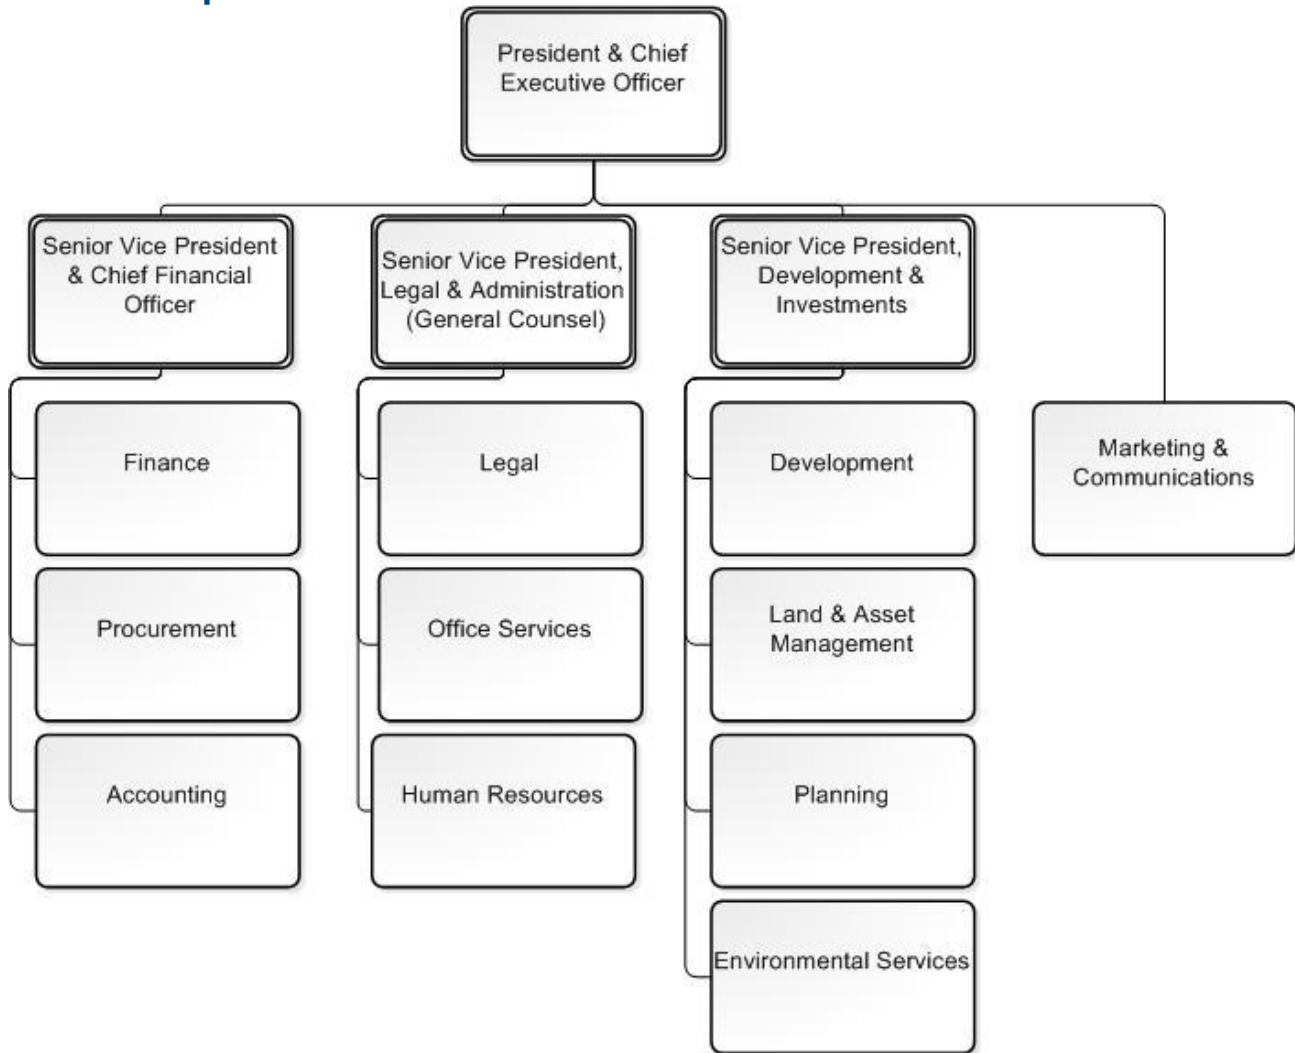 President & Chief
Executive Officer
Senior Vice President
& Chief Financial
Officer
Senior Vice President,
Legal & Administration
(General Counsel)
Senior Vice President,
Development &
Investments
Finance
Legal
Development
Marketing &
Communications
Procurement
Office Services
Land & Asset
Management
Accounting
Human Resources
Planning
Environmental Services